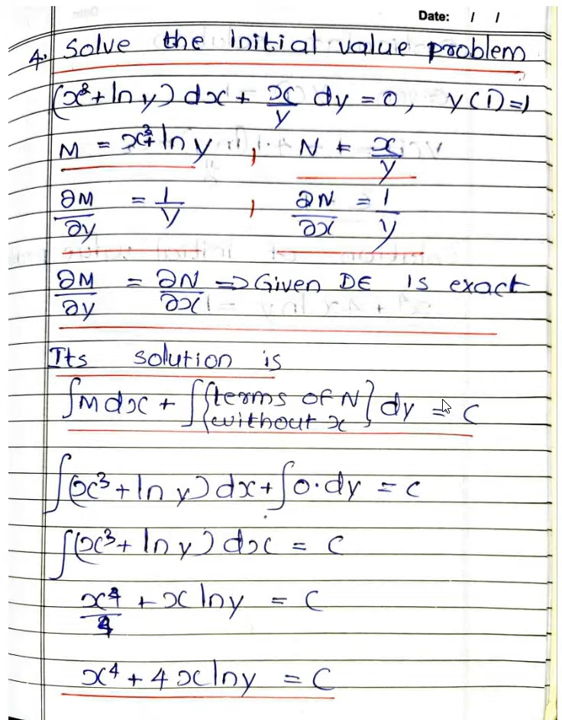 Date: / /
4. Solve the initial value problem
(x³+ln y) dx + x/y dy = 0, y(1)=1
M = x³+ ln y , N = x/y
∂M/∂y = 1/y , ∂N/∂x = 1/y
∂M/∂y = ∂N/∂x ⇒ Given DE is exact
Its solution is
∫M dx + ∫{terms of N without x} dy = C
∫(x³ + ln y) dx + ∫0·dy = c
∫(x³ + ln y) dx = C
x⁴/4 + x ln y = C
x⁴ + 4 x ln y = C